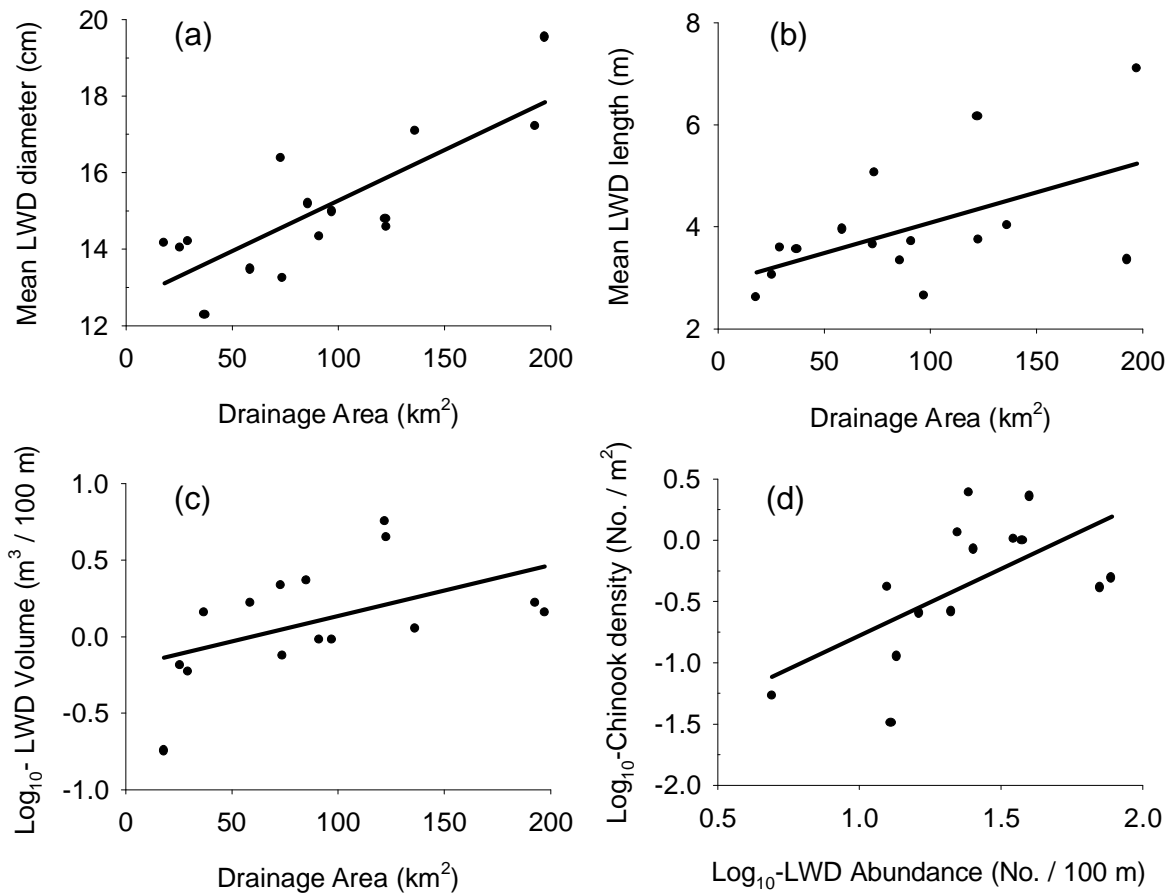 (a)
Mean LWD diameter (cm)
20
18
16
14
12
0 50 100 150 200
Drainage Area (km²)
(b)
Mean LWD length (m)
8
6
4
2
0 50 100 150 200
Drainage Area (km²)
(c)
Log₁₀- LWD Volume (m³ / 100 m)
1.0
0.5
0.0
-0.5
-1.0
0 50 100 150 200
Drainage Area (km²)
(d)
Log₁₀-Chinook density (No. / m²)
0.5
0.0
-0.5
-1.0
-1.5
-2.0
0.5 1.0 1.5 2.0
Log₁₀-LWD Abundance (No. / 100 m)